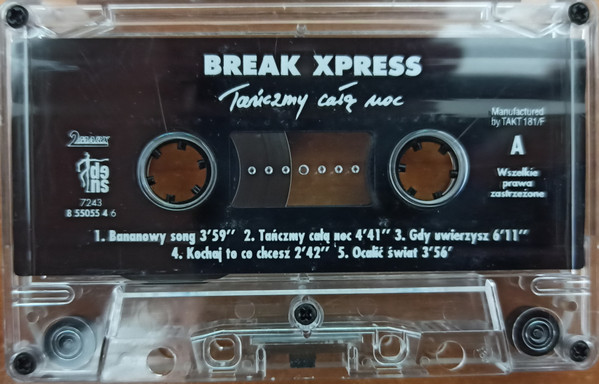 BREAK XPRESS
Tańczmy całą noc
Manufactured
by TAKT 181/F
2MARK
A
dens
7243
8 55055 4 6
Wszelkie
prawa
zastrzeżone
1. Bananowy song 3'59'' 2. Tańczmy całą noc 4'41'' 3. Gdy uwierzysz 6'11''
4. Kochaj to co chcesz 2'42'' '5. Ocalić świat 3'56'